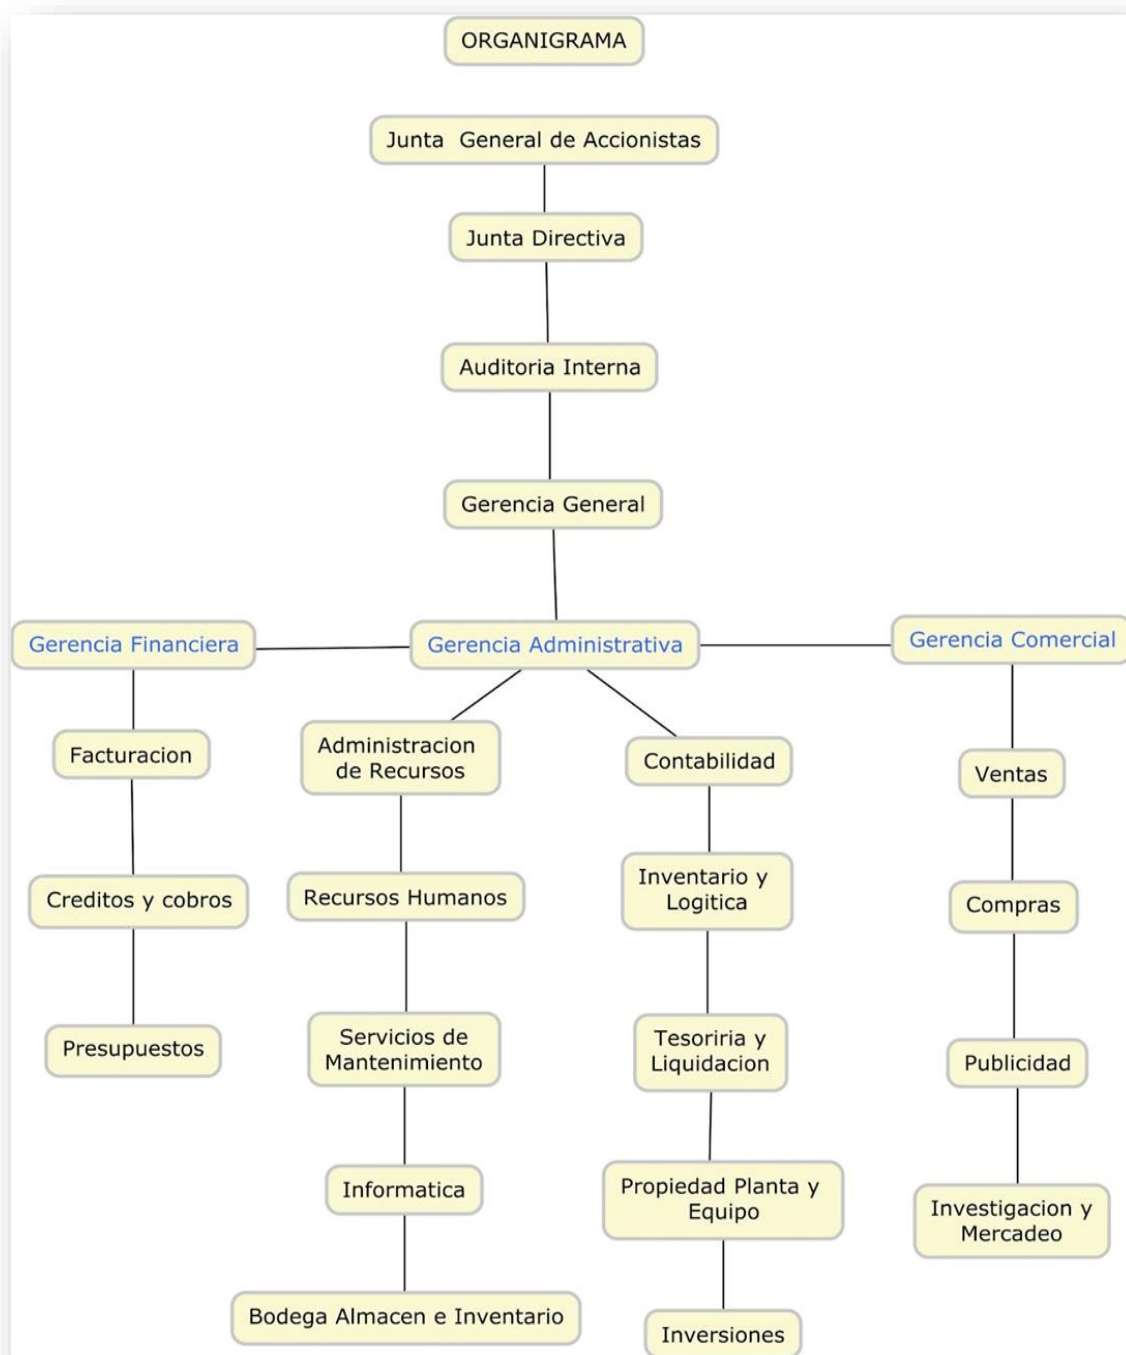 ORGANIGRAMA
Junta General de Accionistas
Junta Directiva
Auditoria Interna
Gerencia General
Gerencia Financiera
Gerencia Administrativa
Gerencia Comercial
Facturacion
Creditos y cobros
Presupuestos
Administracion
de Recursos
Recursos Humanos
Servicios de
Mantenimiento
Informatica
Bodega Almacen e Inventario
Contabilidad
Inventario y
Logitica
Tesoriria y
Liquidacion
Propiedad Planta y
Equipo
Inversiones
Ventas
Compras
Publicidad
Investigacion y
Mercadeo